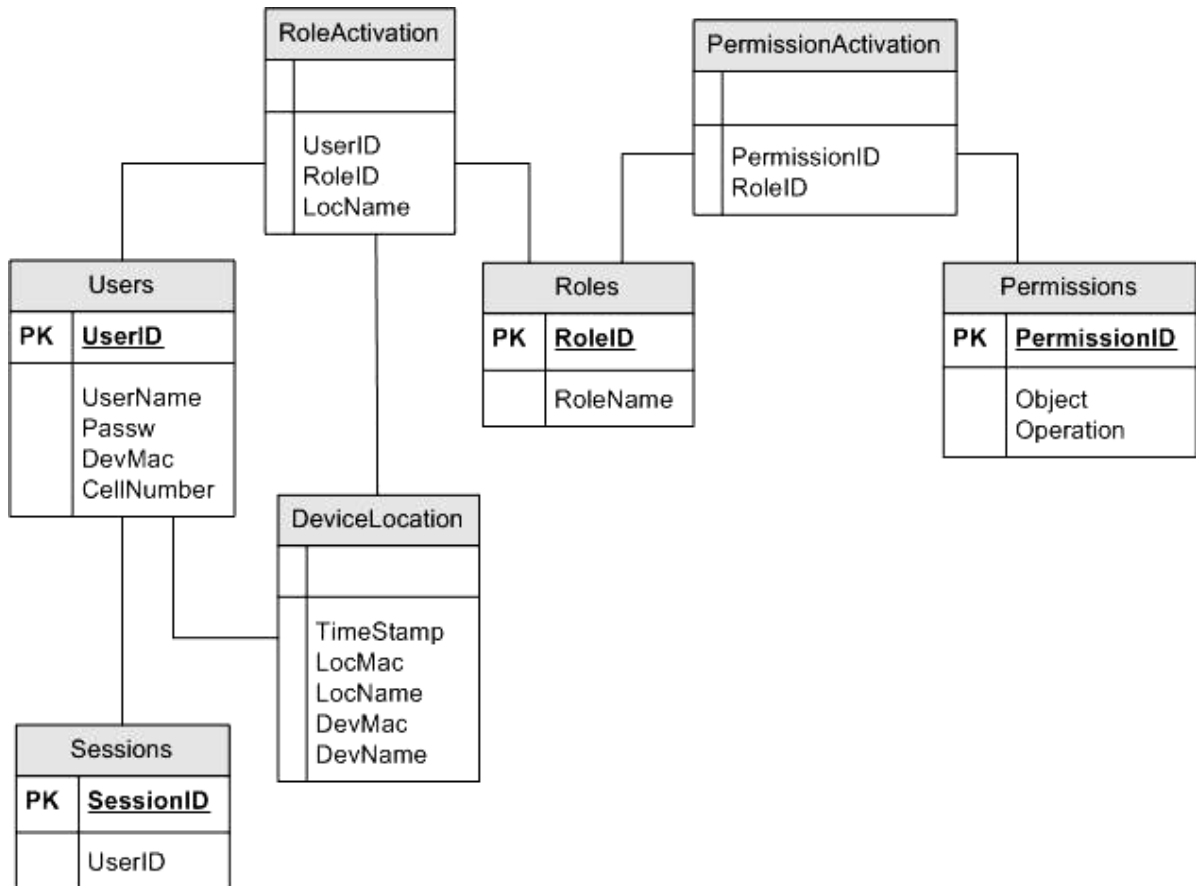 RoleActivation
UserID
RoleID
LocName
PermissionActivation
PermissionID
RoleID
Users
PK UserID
UserName
Passw
DevMac
CellNumber
Roles
PK RoleID
RoleName
Permissions
PK PermissionID
Object
Operation
DeviceLocation
TimeStamp
LocMac
LocName
DevMac
DevName
Sessions
PK SessionID
UserID